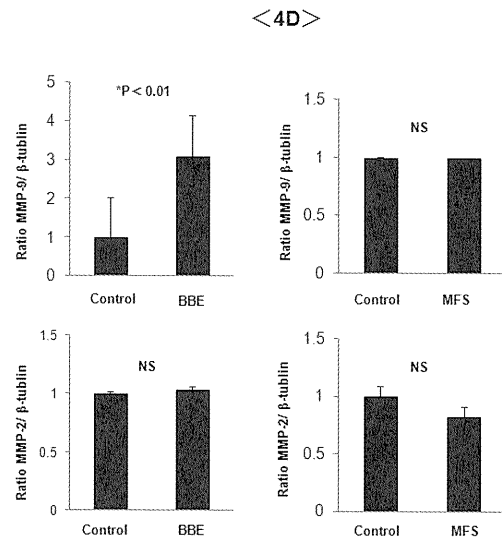 <4D>
Ratio MMP-9/ β-tublin
5
4
3
2
1
0
*P < 0.01
Control BBE
Ratio MMP-9/ β-tublin
1.5
1
0.5
0
NS
Control MFS
Ratio MMP-2/ β-tublin
1.5
1
0.5
0
NS
Control BBE
Ratio MMP-2/ β-tublin
1.5
1
0.5
0
NS
Control MFS